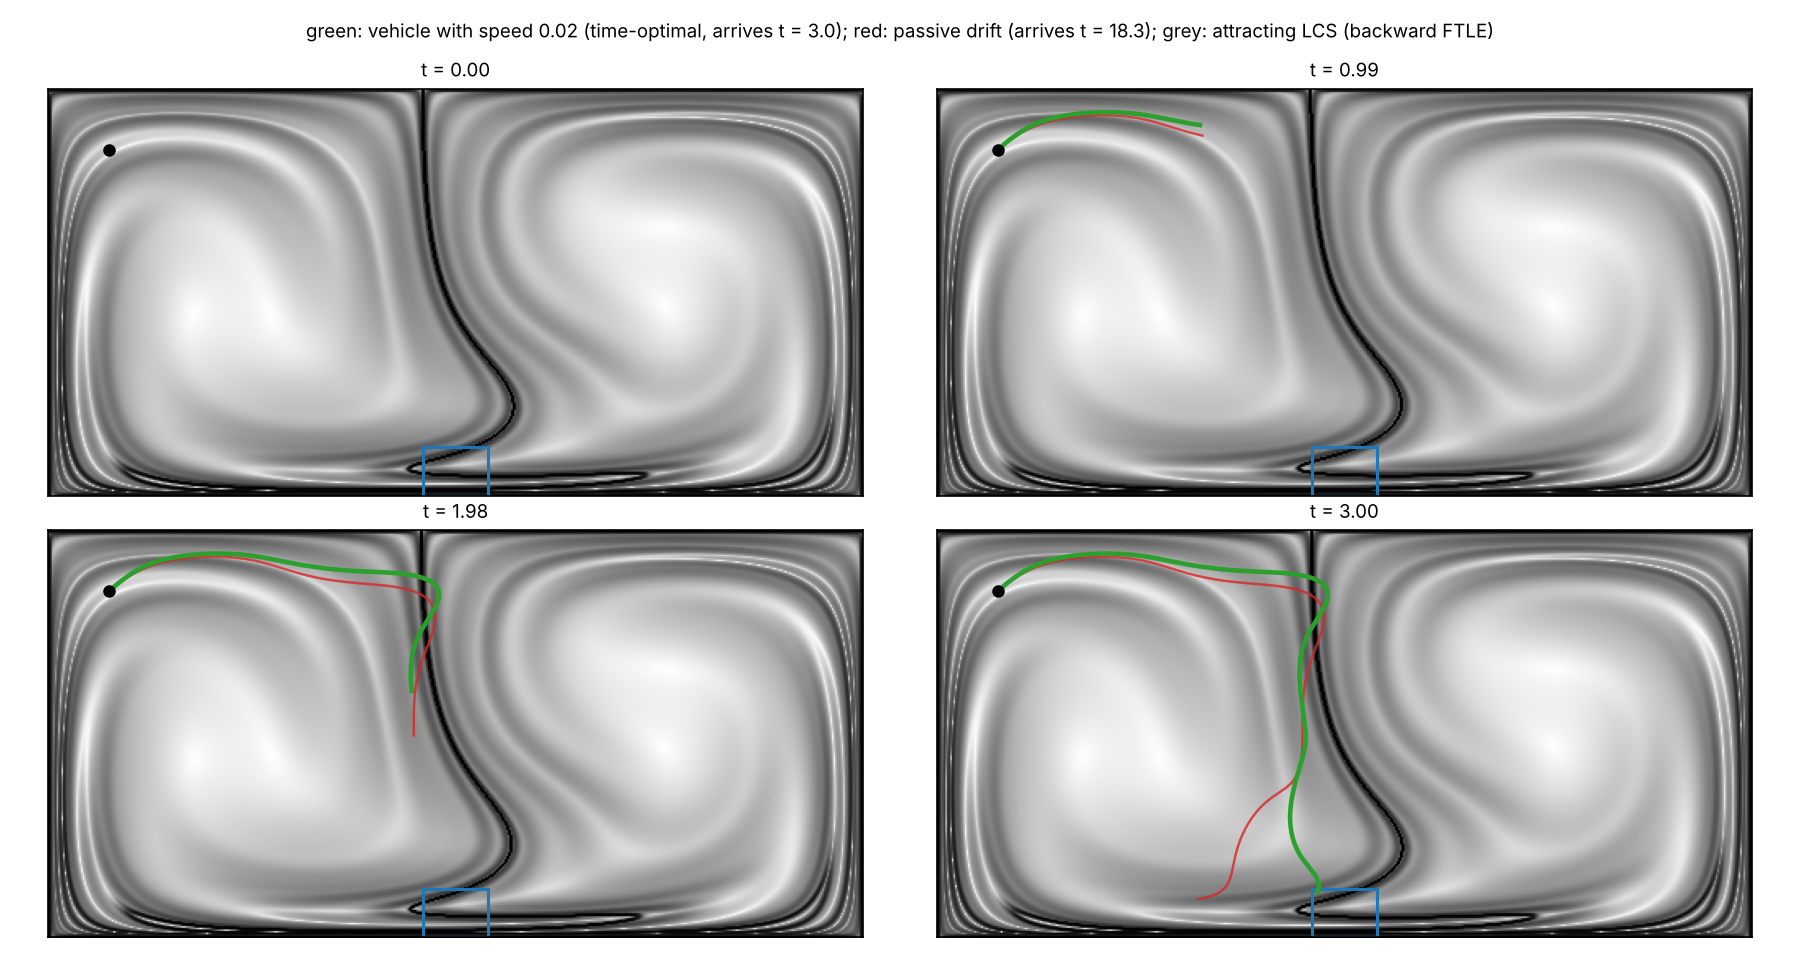 green: vehicle with speed 0.02 (time-optimal, arrives t = 3.0); red: passive drift (arrives t = 18.3); grey: attracting LCS (backward FTLE)
t = 0.00
t = 0.99
t = 1.98
t = 3.00